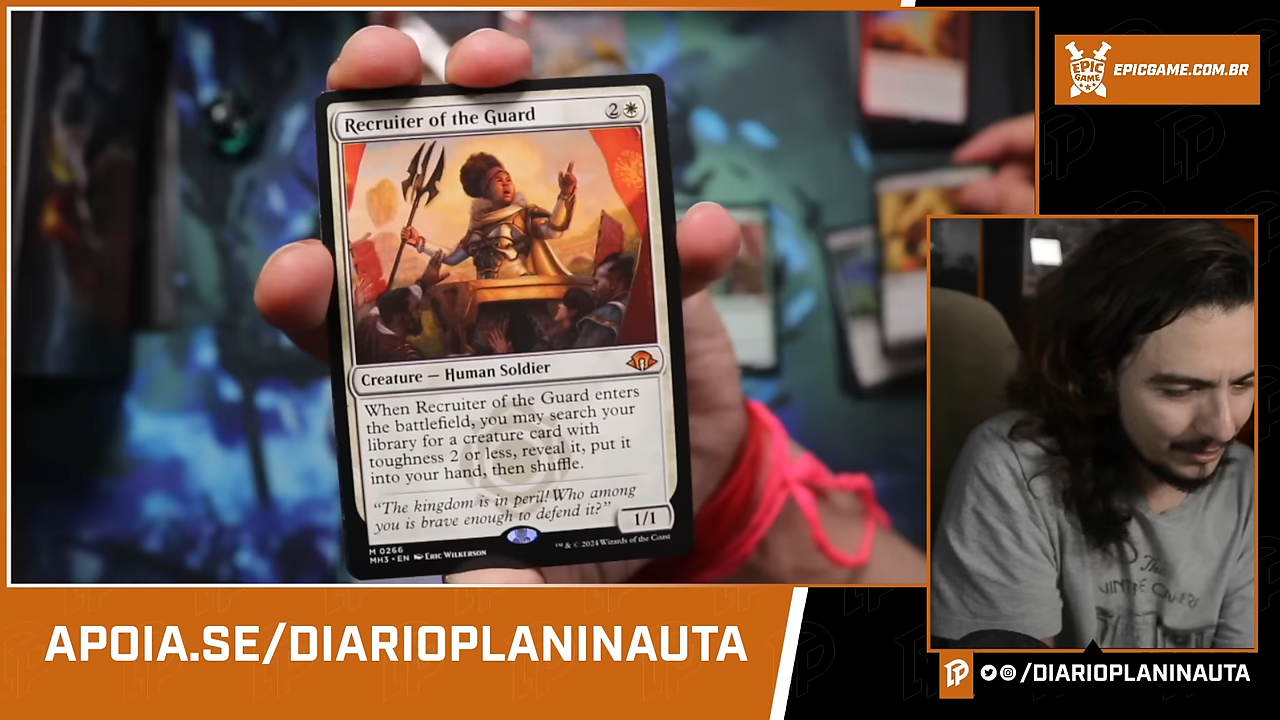 Recruiter of the Guard 2
Creature — Human Soldier
When Recruiter of the Guard enters
the battlefield, you may search your
library for a creature card with
toughness 2 or less, reveal it, put it
into your hand, then shuffle.
“The kingdom is in peril! Who among
you is brave enough to defend it?”
1/1
M 0266
MH3 • EN Eric Wilkerson
™ & © 2024 Wizards of the Coast
EPIC
GAME
EPICGAME.COM.BR
APOIA.SE/DIARIOPLANINAUTA
/DIARIOPLANINAUTA